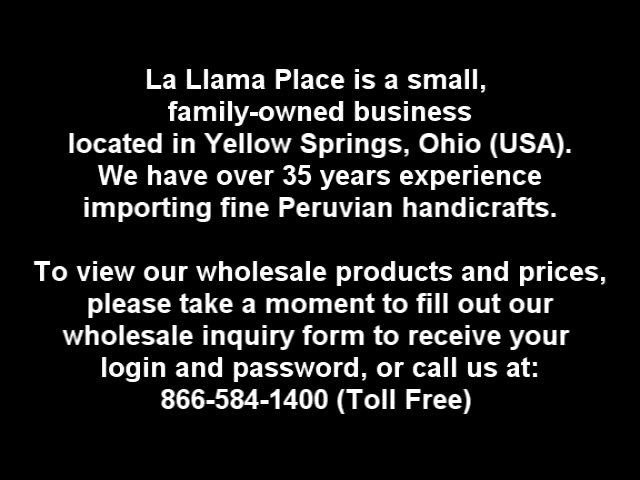 La Llama Place is a small,
family-owned business
located in Yellow Springs, Ohio (USA).
We have over 35 years experience
importing fine Peruvian handicrafts.
To view our wholesale products and prices,
please take a moment to fill out our
wholesale inquiry form to receive your
login and password, or call us at:
866-584-1400 (Toll Free)